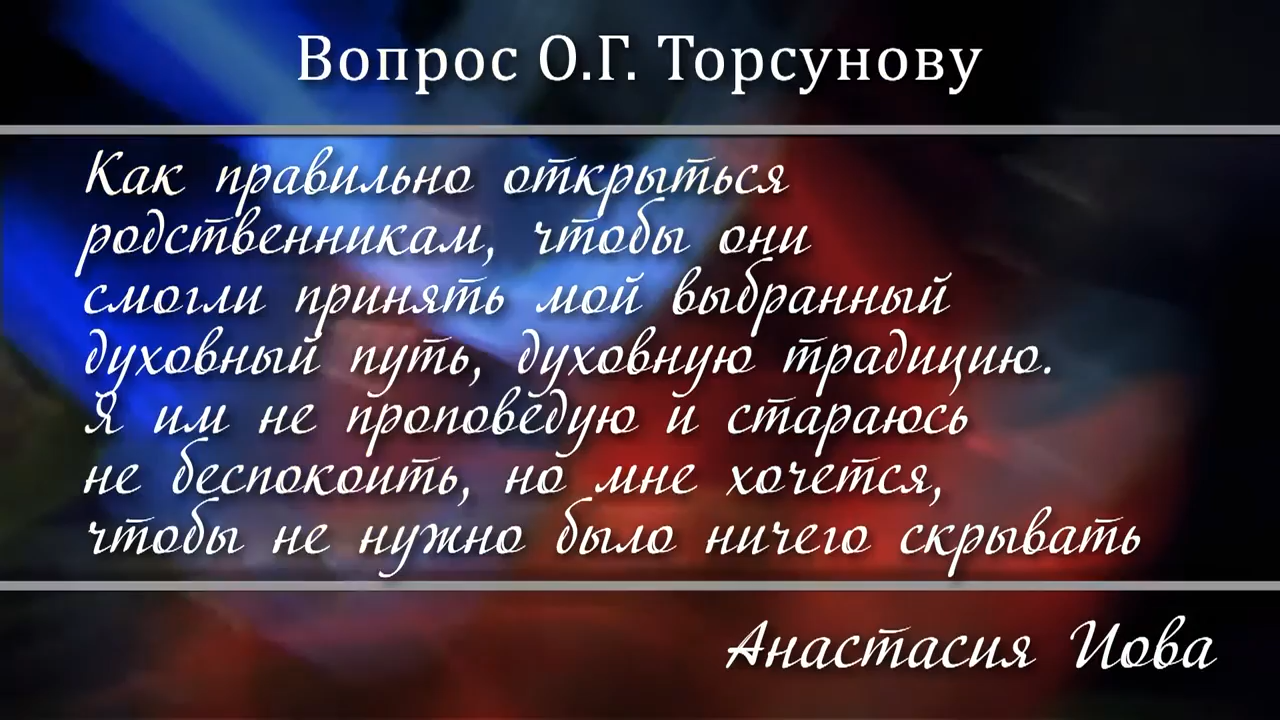 Вопрос О.Г. Торсунову
Как правильно открыться
родственникам, чтобы они
смогли принять мой выбранный
духовный путь, духовную традицию.
Я им не проповедую и стараюсь
не беспокоить, но мне хочется,
чтобы не нужно было ничего скрывать
Анастасия Иова